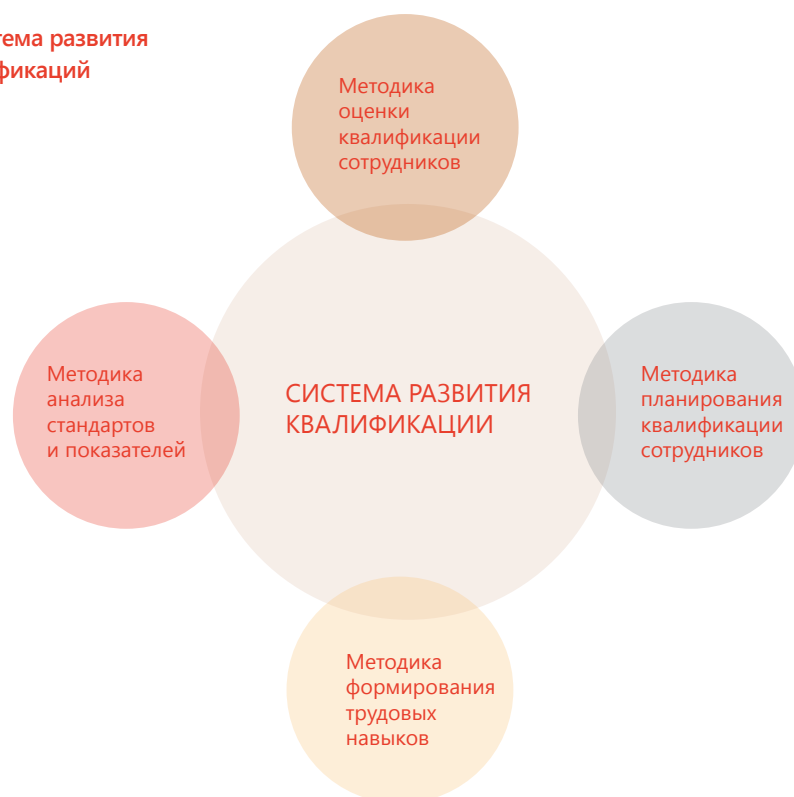 тема развития
фикаций
Методика
оценки
квалификации
сотрудников
Методика
анализа
стандартов
и показателей
СИСТЕМА РАЗВИТИЯ
КВАЛИФИКАЦИИ
Методика
планирования
квалификации
сотрудников
Методика
формирования
трудовых
навыков